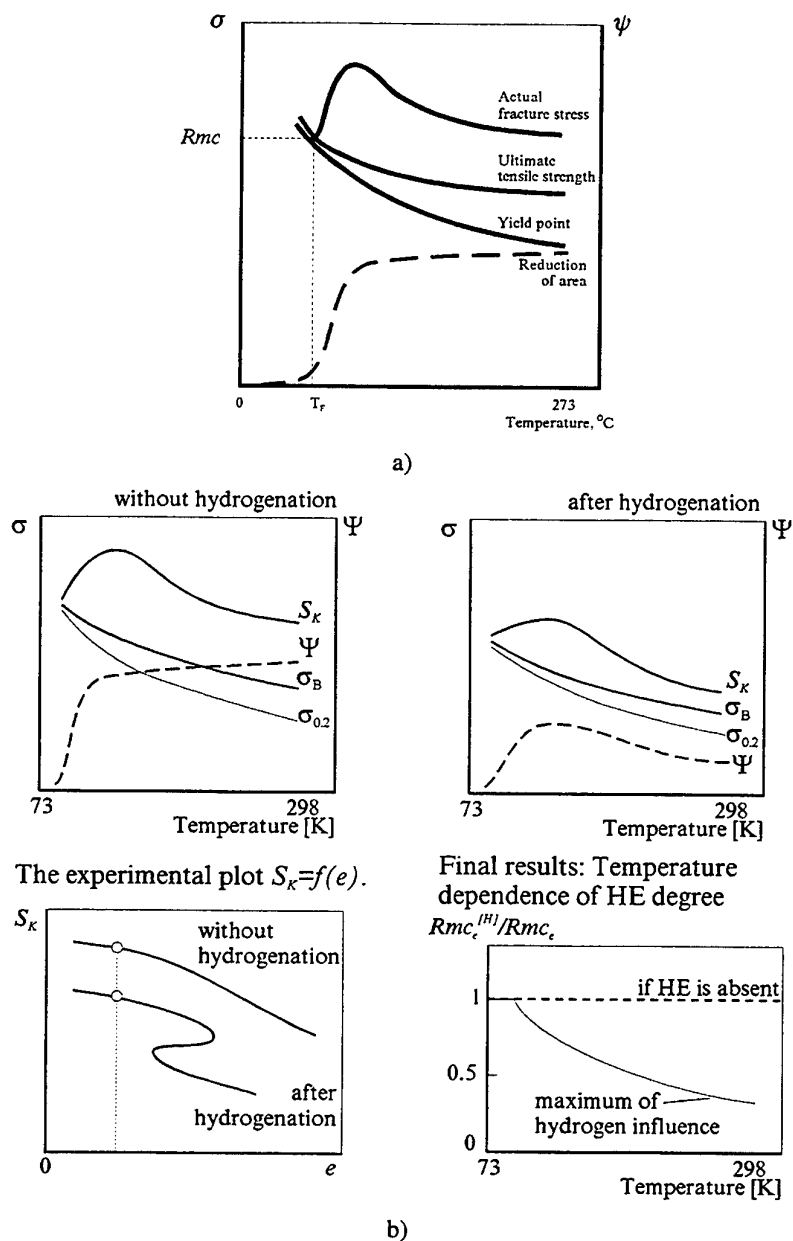 σ
ψ
Rmc
Actual
fracture stress
Ultimate
tensile strength
Yield point
Reduction
of area
0
T_F
273
Temperature, °C
a)
without hydrogenation
σ
Ψ
S_K
Ψ
σ_B
σ_0.2
73
298
Temperature [K]
after hydrogenation
σ
Ψ
S_K
σ_B
σ_0.2
Ψ
73
298
Temperature [K]
The experimental plot S_K=f(e).
S_K
without
hydrogenation
after
hydrogenation
0
e
Final results: Temperature
dependence of HE degree
Rmc_e^[H]/Rmc_e
if HE is absent
1
0.5
maximum of
hydrogen influence
0
73
298
Temperature [K]
b)